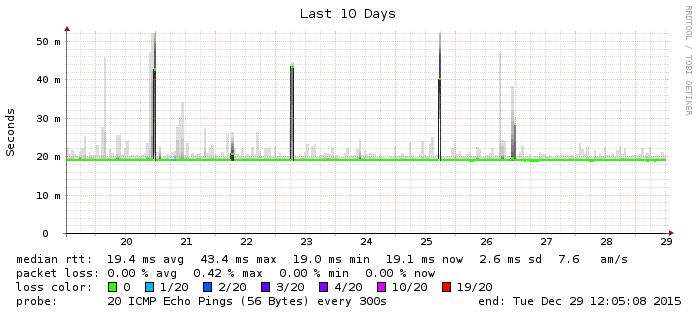 Last 10 Days
RRDTOOL / TOBI OETIKER
Seconds
50 m
40 m
30 m
20 m
10 m
0
20 21 22 23 24 25 26 27 28 29
median rtt: 19.4 ms avg 43.4 ms max 19.0 ms min 19.1 ms now 2.6 ms sd 7.6 am/s
packet loss: 0.00 % avg 0.42 % max 0.00 % min 0.00 % now
loss color: 0 1/20 2/20 3/20 4/20 10/20 19/20
probe: 20 ICMP Echo Pings (56 Bytes) every 300s end: Tue Dec 29 12:05:08 2015